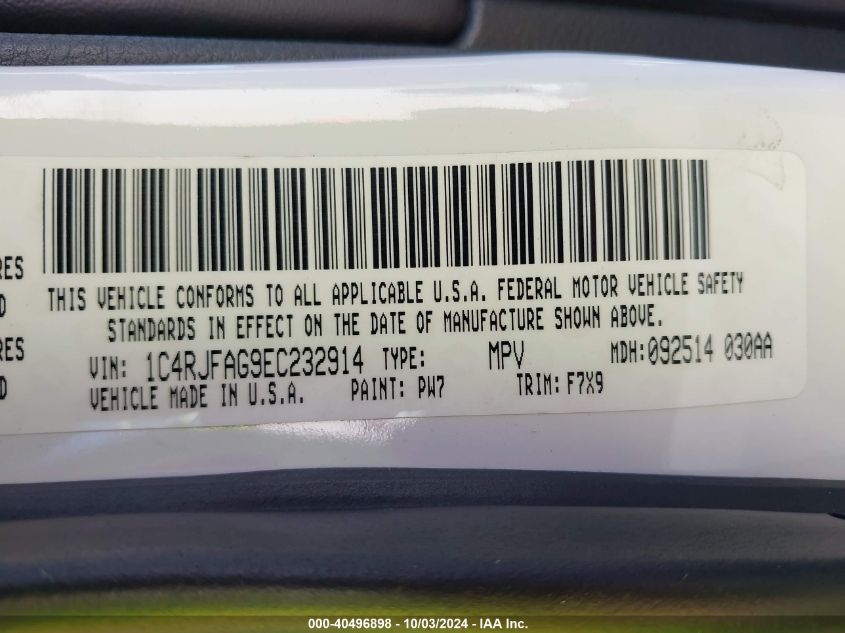 RES
D
RES
D
THIS VEHICLE CONFORMS TO ALL APPLICABLE U.S.A. FEDERAL MOTOR VEHICLE SAFETY
STANDARDS IN EFFECT ON THE DATE OF MANUFACTURE SHOWN ABOVE.
VIN: 1C4RJFAG9EC232914 TYPE: MPV MDH:092514 030AA
VEHICLE MADE IN U.S.A. PAINT: PW7 TRIM: F7X9
000-40496898 - 10/03/2024 - IAA Inc.